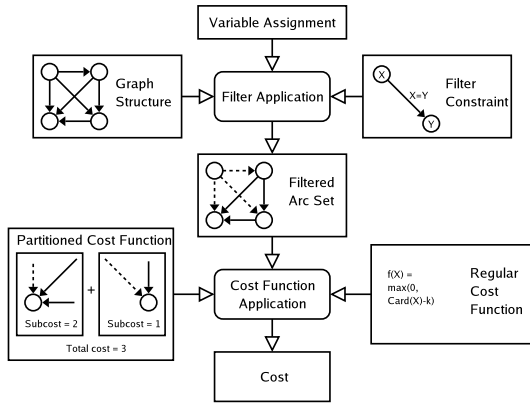 Variable Assignment
Graph
Structure
Filter Application
X
X=Y
Y
Filter
Constraint
Filtered
Arc Set
Partitioned Cost Function
Subcost = 2
+
Subcost = 1
Total cost = 3
Cost Function
Application
f(X) =
max(0,
Card(X)-k)
Regular
Cost
Function
Cost